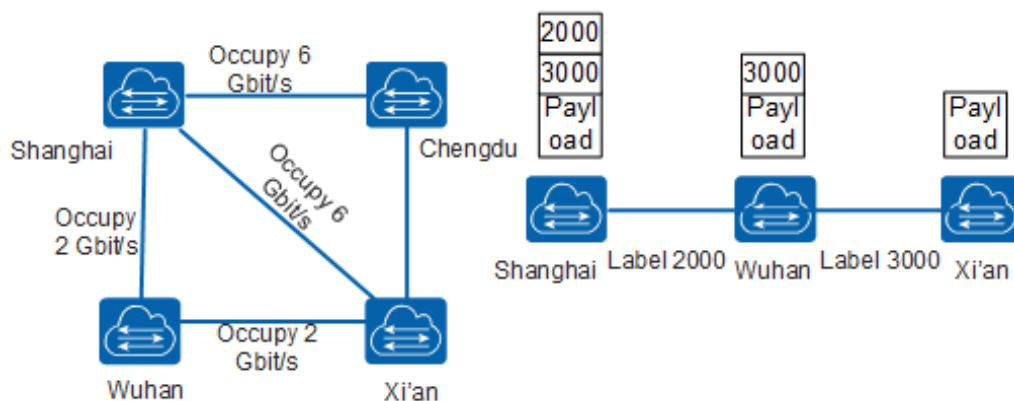 Occupy 6
Gbit/s
Shanghai
Chengdu
Occupy 6
Gbit/s
Occupy
2 Gbit/s
Occupy 2
Gbit/s
Wuhan
Xi'an
2000
3000
Payl
oad
3000
Payl
oad
Payl
oad
Shanghai
Label 2000
Wuhan
Label 3000
Xi'an